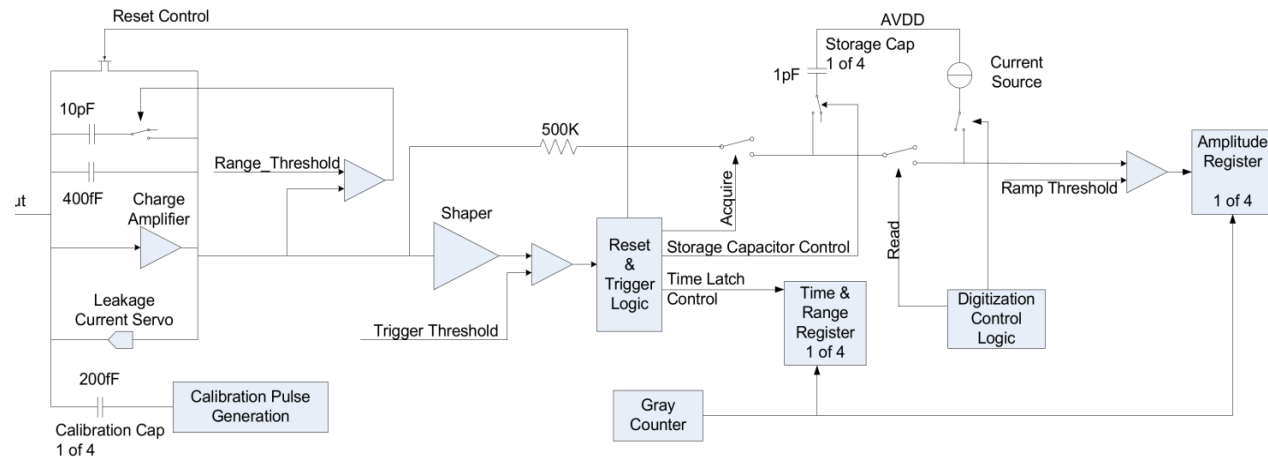 Reset Control
AVDD
Storage Cap
1 of 4
1pF
Current
Source
10pF
500K
Range_Threshold
400fF
ut
Charge
Amplifier
Shaper
Acquire
Ramp Threshold
Amplitude
Register
1 of 4
Reset
&
Trigger
Logic
Storage Capacitor Control
Read
Time Latch
Control
Leakage
Current Servo
Trigger Threshold
Time &
Range
Register
1 of 4
Digitization
Control
Logic
200fF
Calibration Pulse
Generation
Calibration Cap
1 of 4
Gray
Counter